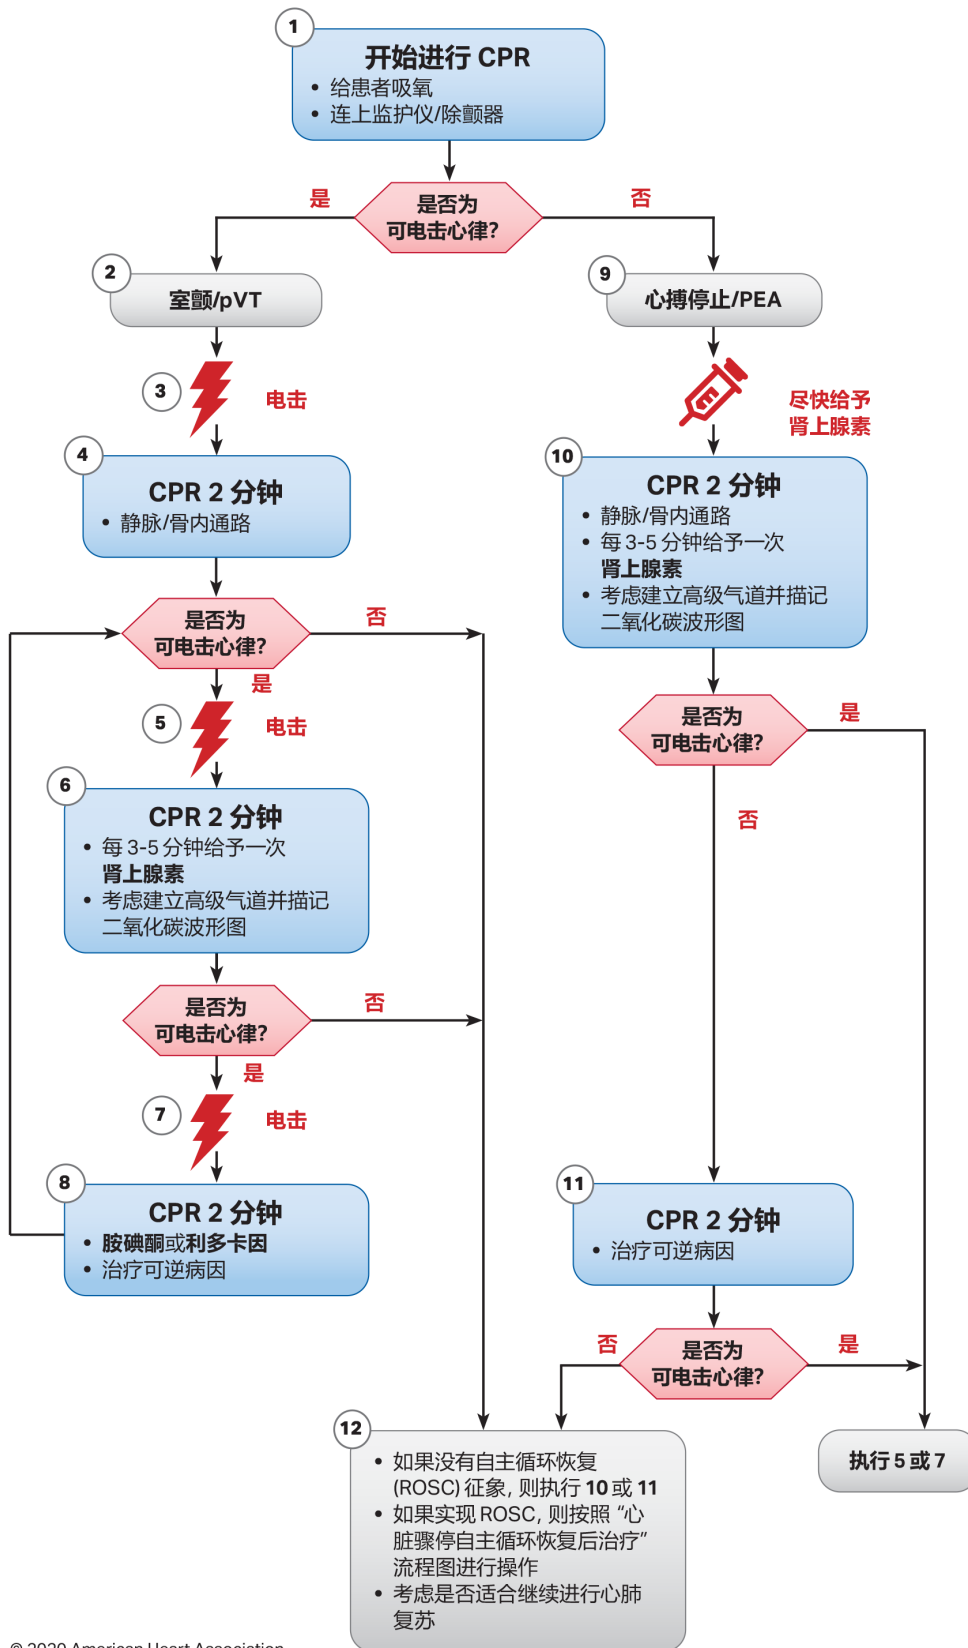 1
开始进行 CPR
• 给患者吸氧
• 连上监护仪/除颤器
是
是否为
可电击心律?
否
2
室颤/pVT
9
心搏停止/PEA
3
电击
尽快给予
肾上腺素
4
CPR 2 分钟
• 静脉/骨内通路
10
CPR 2 分钟
• 静脉/骨内通路
• 每 3-5 分钟给予一次
肾上腺素
• 考虑建立高级气道并描记
二氧化碳波形图
是否为
可电击心律?
否
是
5
电击
是否为
可电击心律?
是
否
6
CPR 2 分钟
• 每 3-5 分钟给予一次
肾上腺素
• 考虑建立高级气道并描记
二氧化碳波形图
是否为
可电击心律?
否
是
7
电击
8
CPR 2 分钟
• 胺碘酮或利多卡因
• 治疗可逆病因
11
CPR 2 分钟
• 治疗可逆病因
否
是否为
可电击心律?
是
12
• 如果没有自主循环恢复
(ROSC) 征象, 则执行 10 或 11
• 如果实现 ROSC, 则按照 “心
脏骤停自主循环恢复后治疗”
流程图进行操作
• 考虑是否适合继续进行心肺
复苏
执行 5 或 7
© 2020 American Heart Association